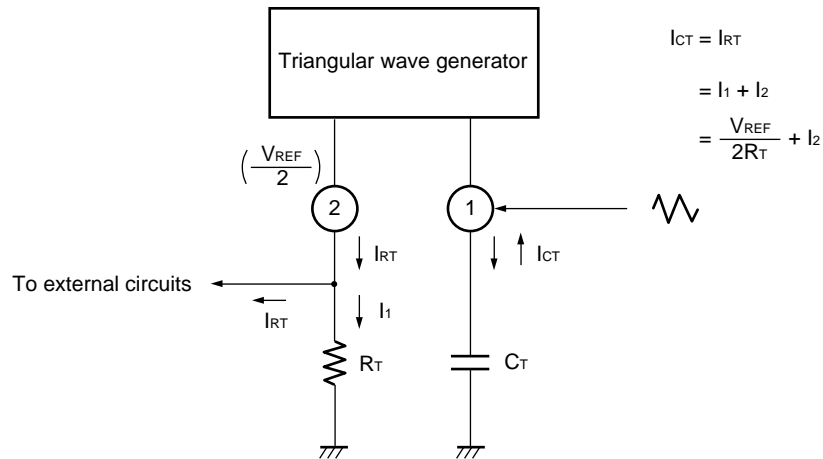 Triangular wave generator
ICT = IRT
= I1 + I2
= VREF / 2RT + I2
(VREF / 2)
2
1
IRT
ICT
To external circuits
IRT
I1
RT
CT